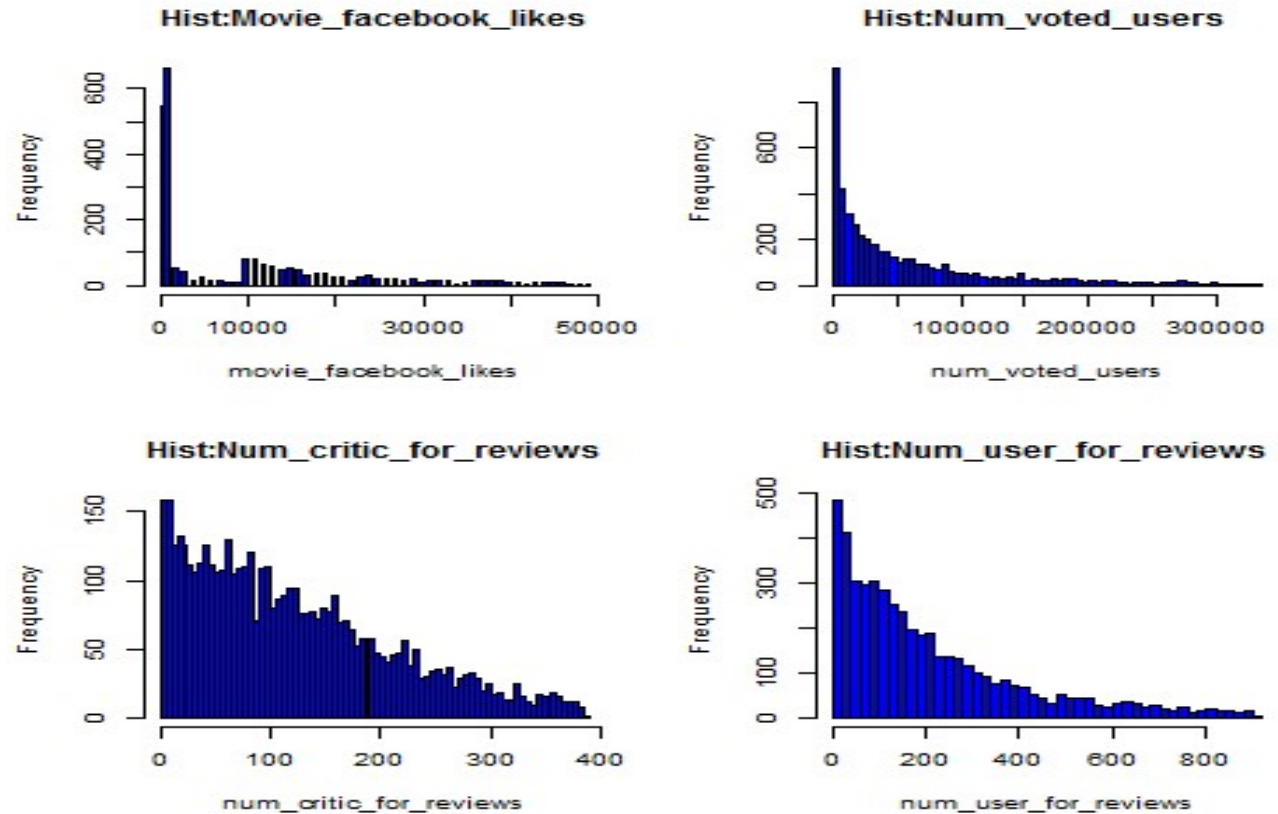 Hist:Movie_facebook_likes
Frequency
0 200 400 600
0 10000 30000 50000
movie_facebook_likes
Hist:Num_voted_users
Frequency
0 200 600
0 100000 200000 300000
num_voted_users
Hist:Num_critic_for_reviews
Frequency
0 50 100 150
0 100 200 300 400
num_critic_for_reviews
Hist:Num_user_for_reviews
Frequency
0 100 300 500
0 200 400 600 800
num_user_for_reviews